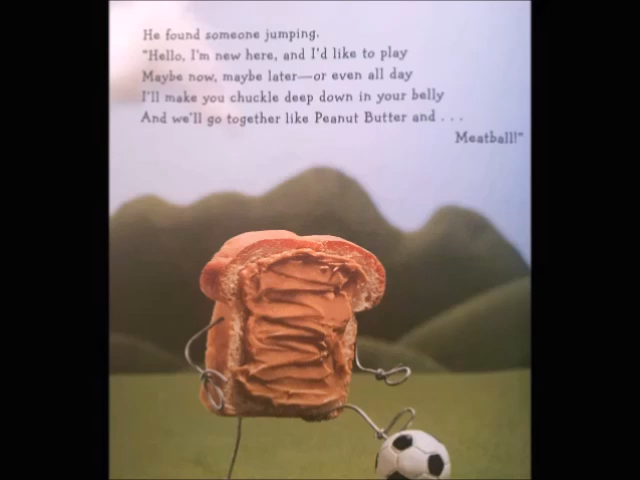 He found someone jumping.
"Hello, I'm new here, and I'd like to play
Maybe now, maybe later—or even all day
I'll make you chuckle deep down in your belly
And we'll go together like Peanut Butter and . . .
Meatball!"